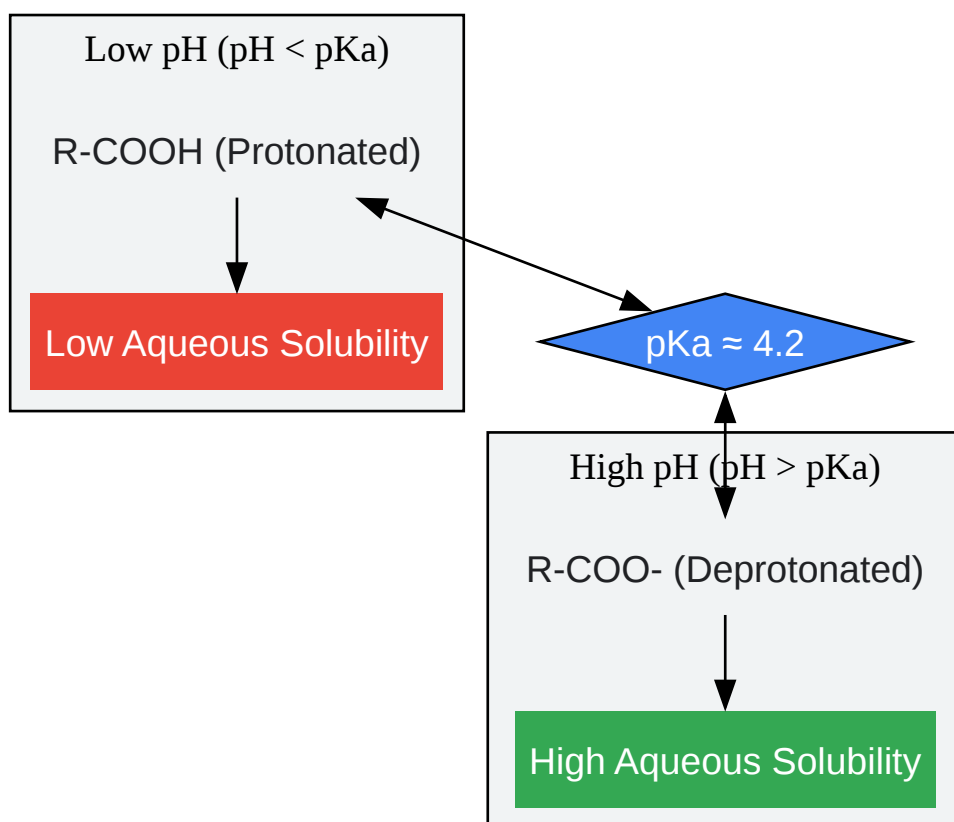 Low pH (pH < pKa)
R-COOH (Protonated)
Low Aqueous Solubility
pKa ≈ 4.2
High pH (pH > pKa)
R-COO- (Deprotonated)
High Aqueous Solubility